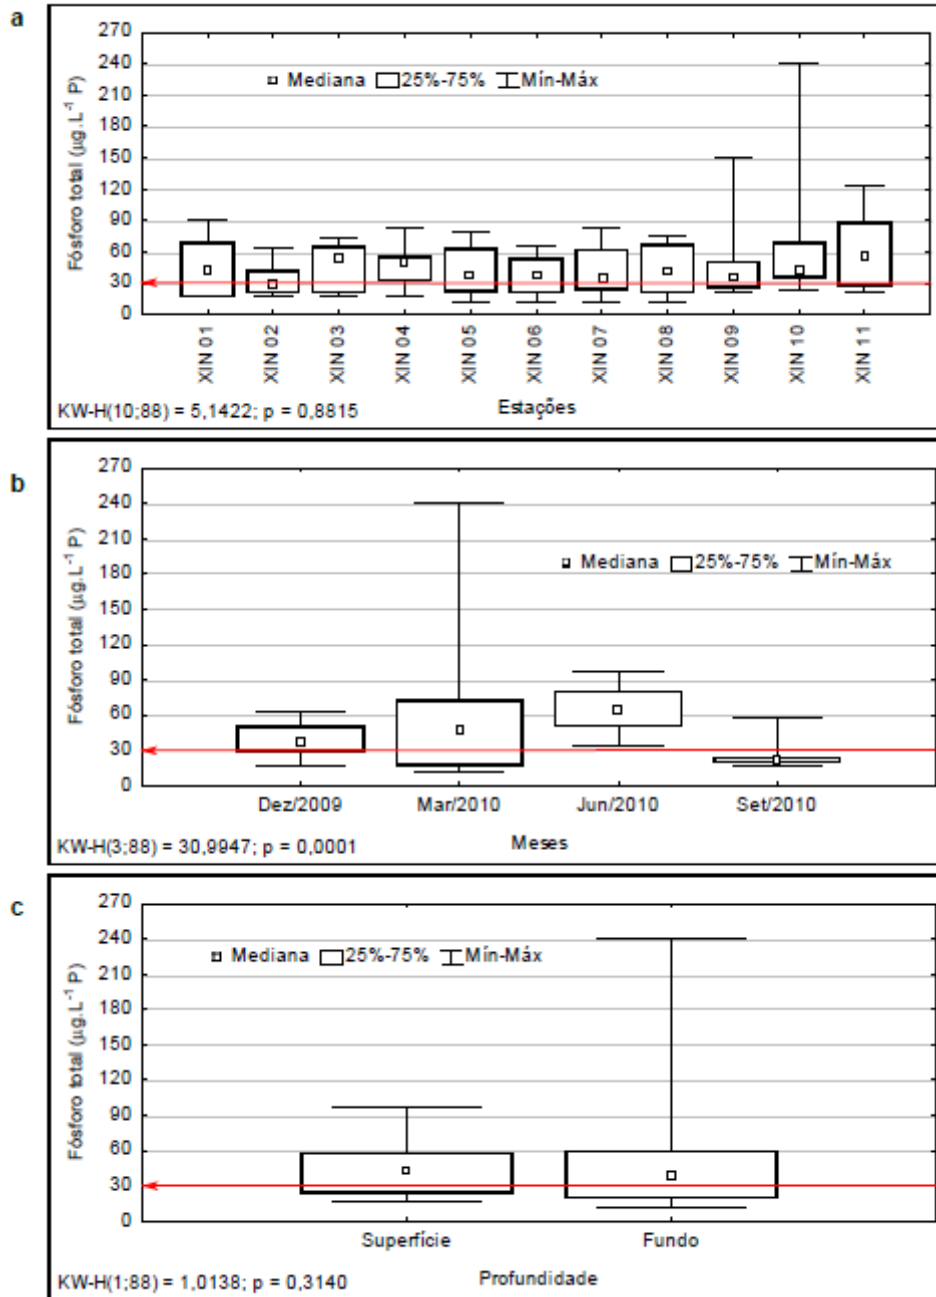 a
270
240
210
180
150
120
90
60
30
0
Fósforo total (µg.L⁻¹ P)
Mediana 25%-75% Mín-Máx
XIN 01 XIN 02 XIN 03 XIN 04 XIN 05 XIN 06 XIN 07 XIN 08 XIN 09 XIN 10 XIN 11
Estações
KW-H(10;88) = 5,1422; p = 0,8815
b
270
240
210
180
150
120
90
60
30
0
Fósforo total (µg.L⁻¹ P)
Mediana 25%-75% Mín-Máx
Dez/2009 Mar/2010 Jun/2010 Set/2010
Meses
KW-H(3;88) = 30,9947; p = 0,0001
c
270
240
210
180
150
120
90
60
30
0
Fósforo total (µg.L⁻¹ P)
Mediana 25%-75% Mín-Máx
Superfície Fundo
Profundidade
KW-H(1;88) = 1,0138; p = 0,3140